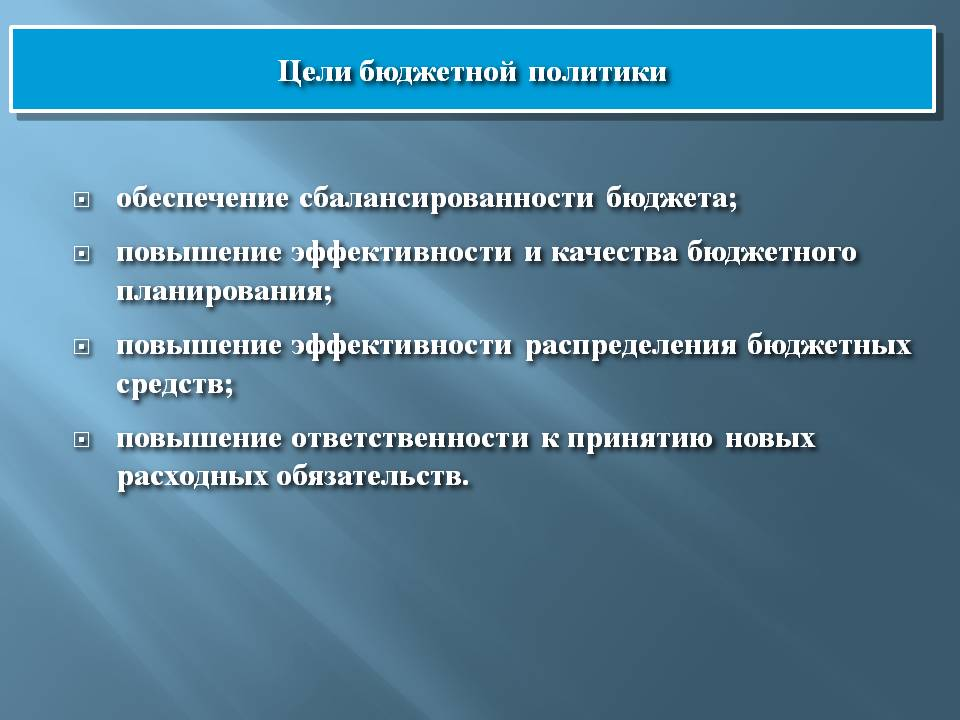 Цели бюджетной политики
обеспечение сбалансированности бюджета;
повышение эффективности и качества бюджетного
планирования;
повышение эффективности распределения бюджетных
средств;
повышение ответственности к принятию новых
расходных обязательств.